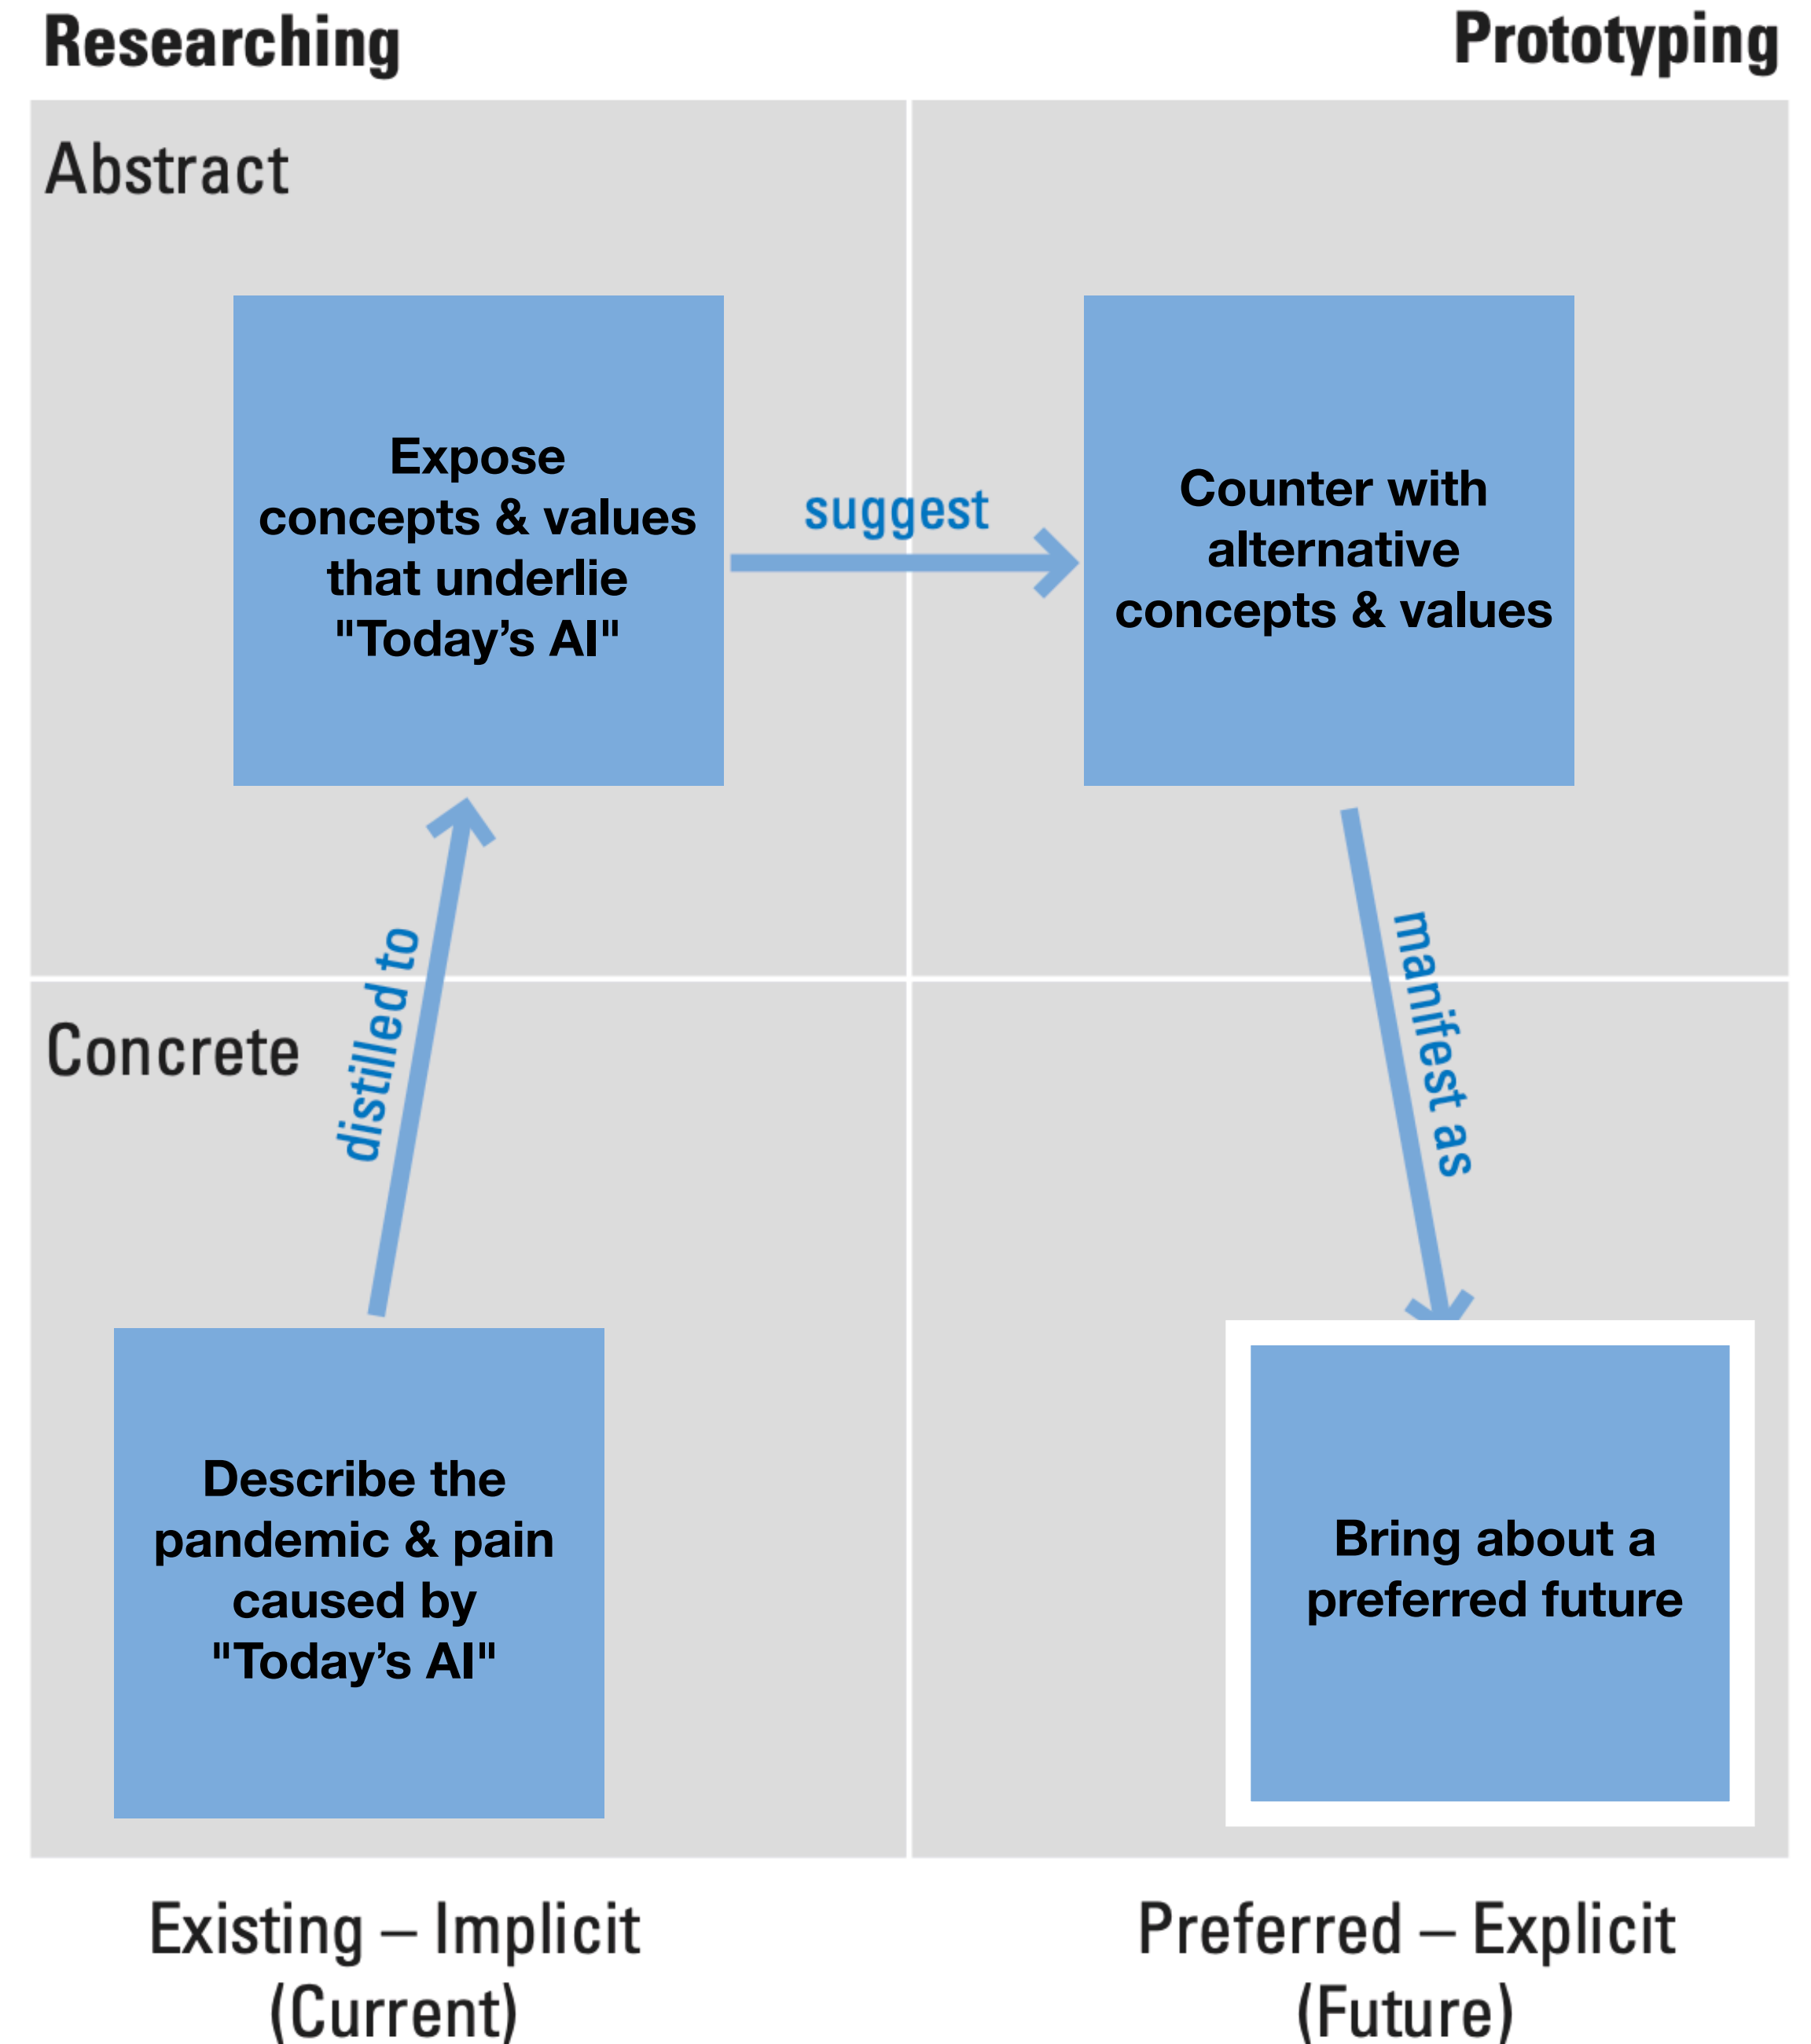 Researching
Prototyping
Abstract
Expose
concepts & values
that underlie
"Today’s AI"
suggest
Counter with
alternative
concepts & values
distilled to
manifest as
Concrete
Describe the
pandemic & pain
caused by
"Today’s AI"
Bring about a
preferred future
Existing – Implicit
(Current)
Preferred – Explicit
(Future)